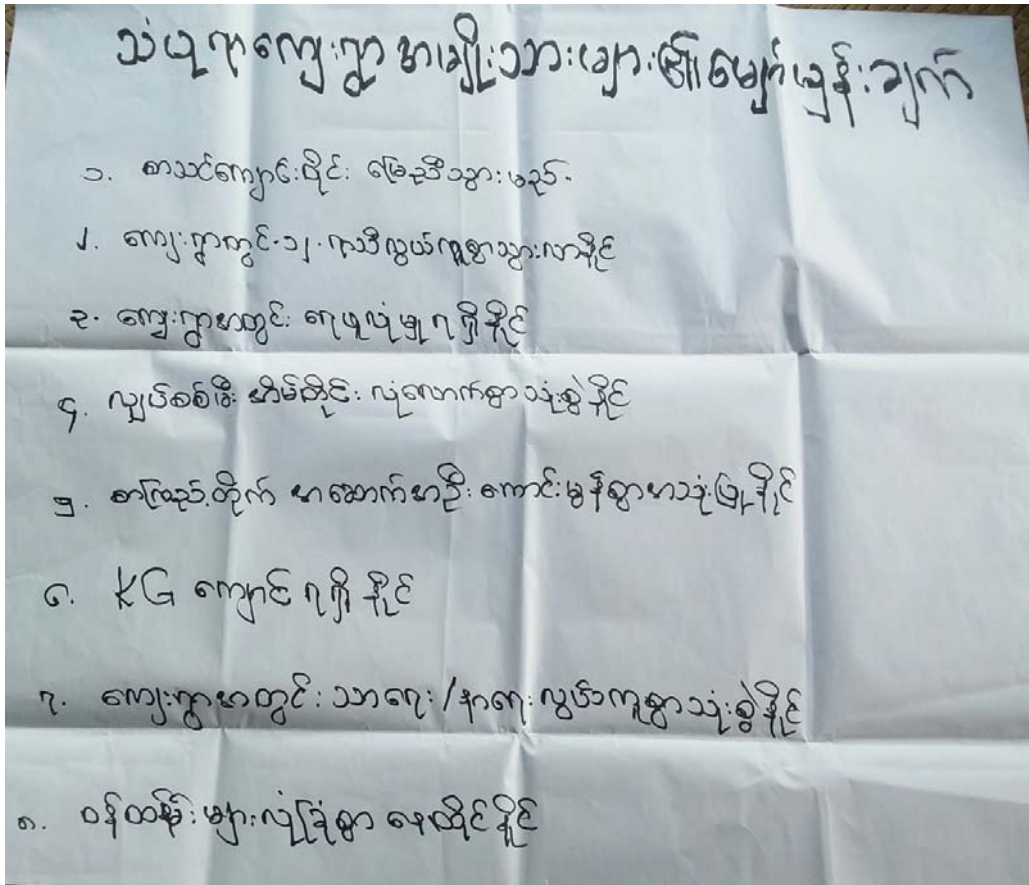 သံပုရာကျေးရွာ အမျိုးသားများ၏ မျှော်မှန်းချက်
၁. စာသင်ကျောင်းဝိုင်း မြေညီသွားမည်.
၂. ကျေးရွာတွင် ၁၂ ရာသီလွယ်ကူစွာသွားလာနိုင်
၃. ကျေးရွာအတွင်း ရေဖူလုံမှု ရရှိနိုင်
၄. လျှပ်စစ်မီး အိမ်တိုင်း လုံလောက်စွာ သုံးစွဲနိုင်
၅. စာကြည့်တိုက် အဆောက်အဦး ကောင်းမွန်စွာအသုံးပြုနိုင်
၆. KG ကျောင် ရရှိနိုင်
၇. ကျေးရွာအတွင်း သာရေး/နာရေး လွယ်ကူစွာသုံးစွဲနိုင်
၈. ဝန်ထမ်းများလုံခြုံစွာ နေထိုင်နိုင်